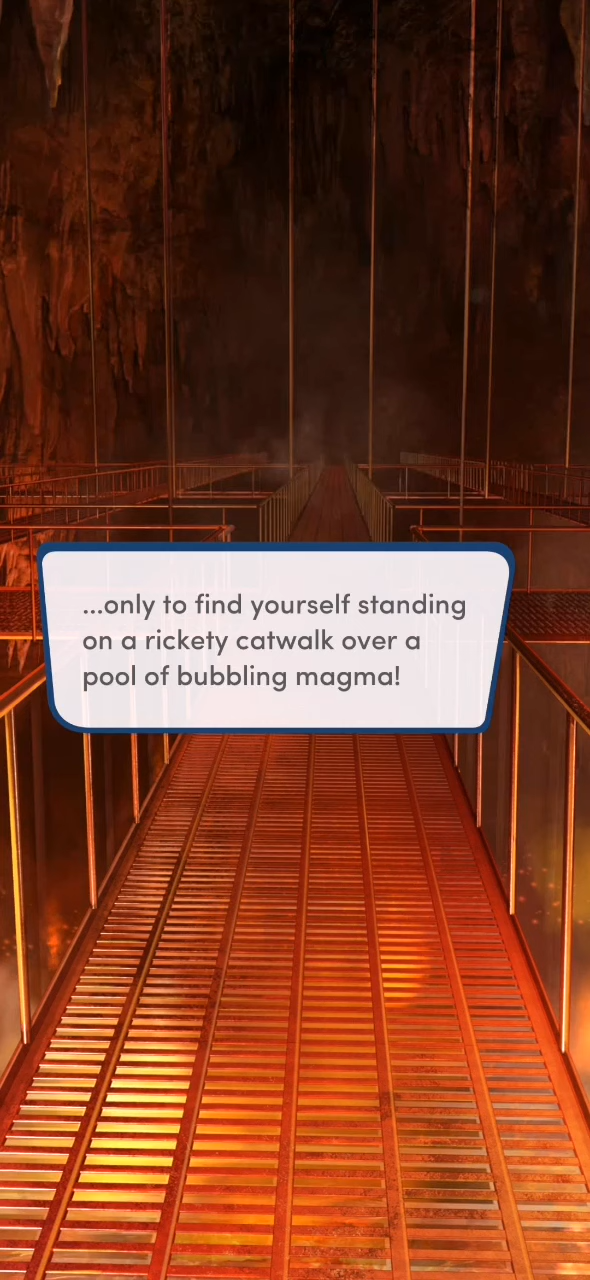 ...only to find yourself standing
on a rickety catwalk over a
pool of bubbling magma!